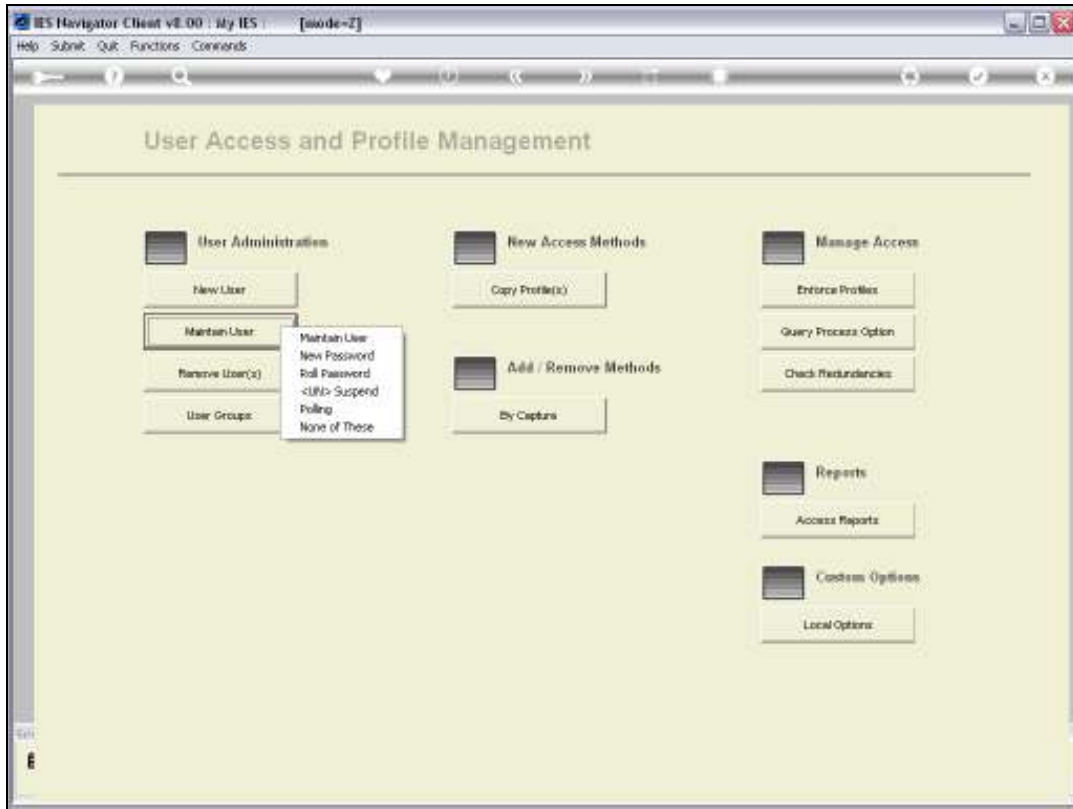 IES Navigator Client v8.00 : My IES : [mode=Z]
Help Submit Quit Functions Commands
User Access and Profile Management
User Administration
New User
Maintain User
Remove User(s)
User Groups
Maintain User
New Password
Roll Password
<UN> Suspend
Polling
None of These
New Access Methods
Copy Profile(s)
Add / Remove Methods
By Capture
Manage Access
Enforce Profiles
Query Process Option
Check Redundancies
Reports
Access Reports
Custom Options
Local Options